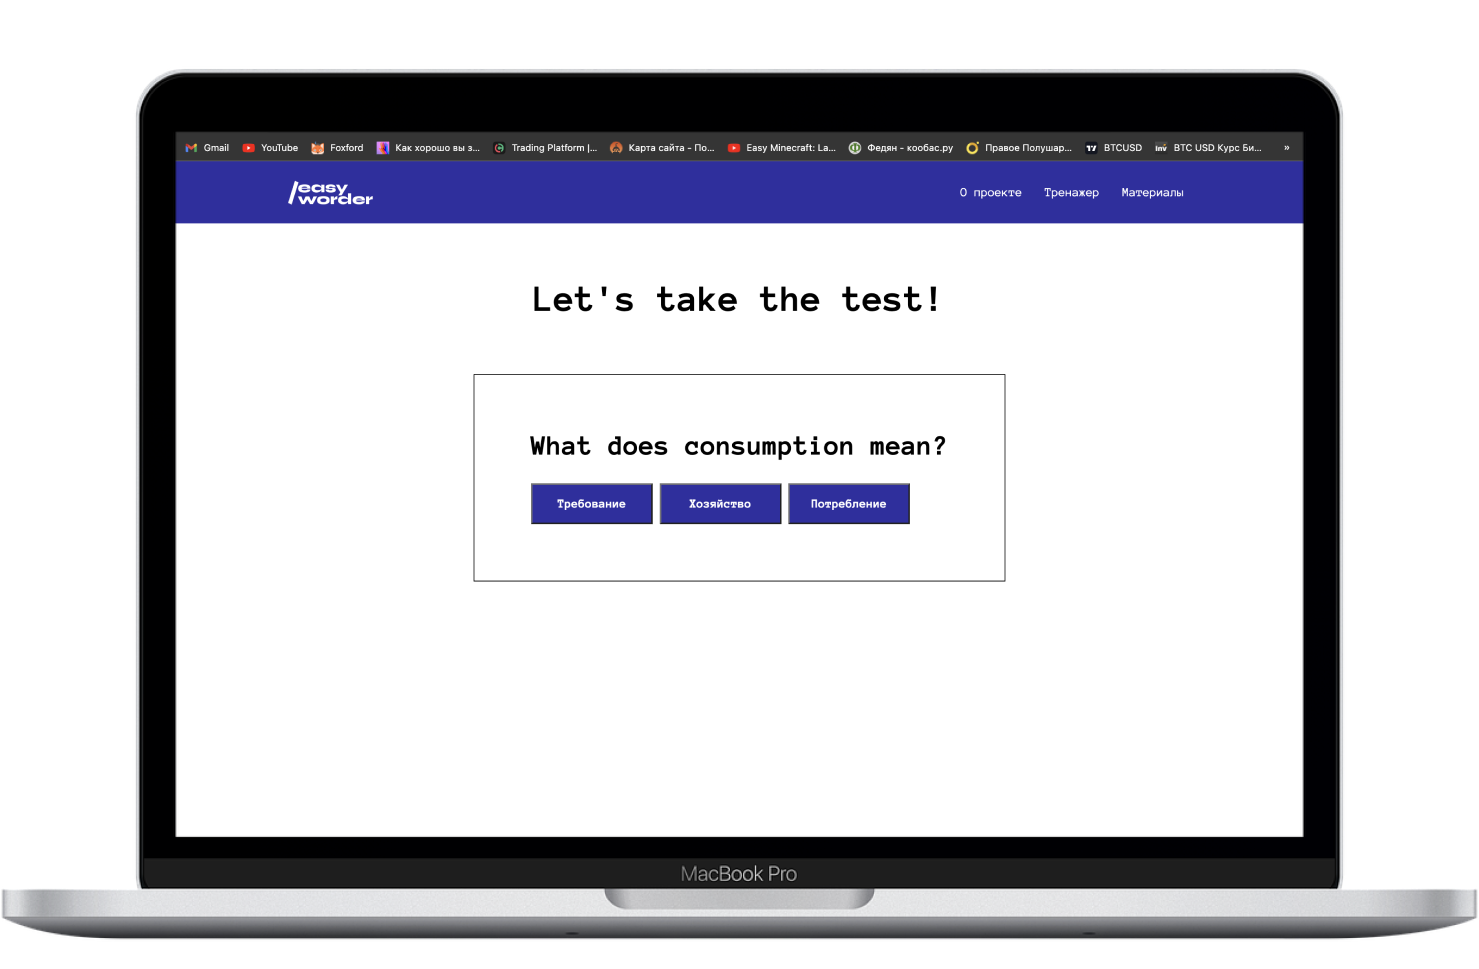 Gmail YouTube Foxford Как хорошо вы з... Trading Platform |... Карта сайта - По... Easy Minecraft: La... Федян - кообас.ру Правое Полушар... BTCUSD BTC USD Курс Би... »
/easy
worder
О проекте Тренажер Материалы
Let's take the test!
What does consumption mean?
Требование Хозяйство Потребление
MacBook Pro